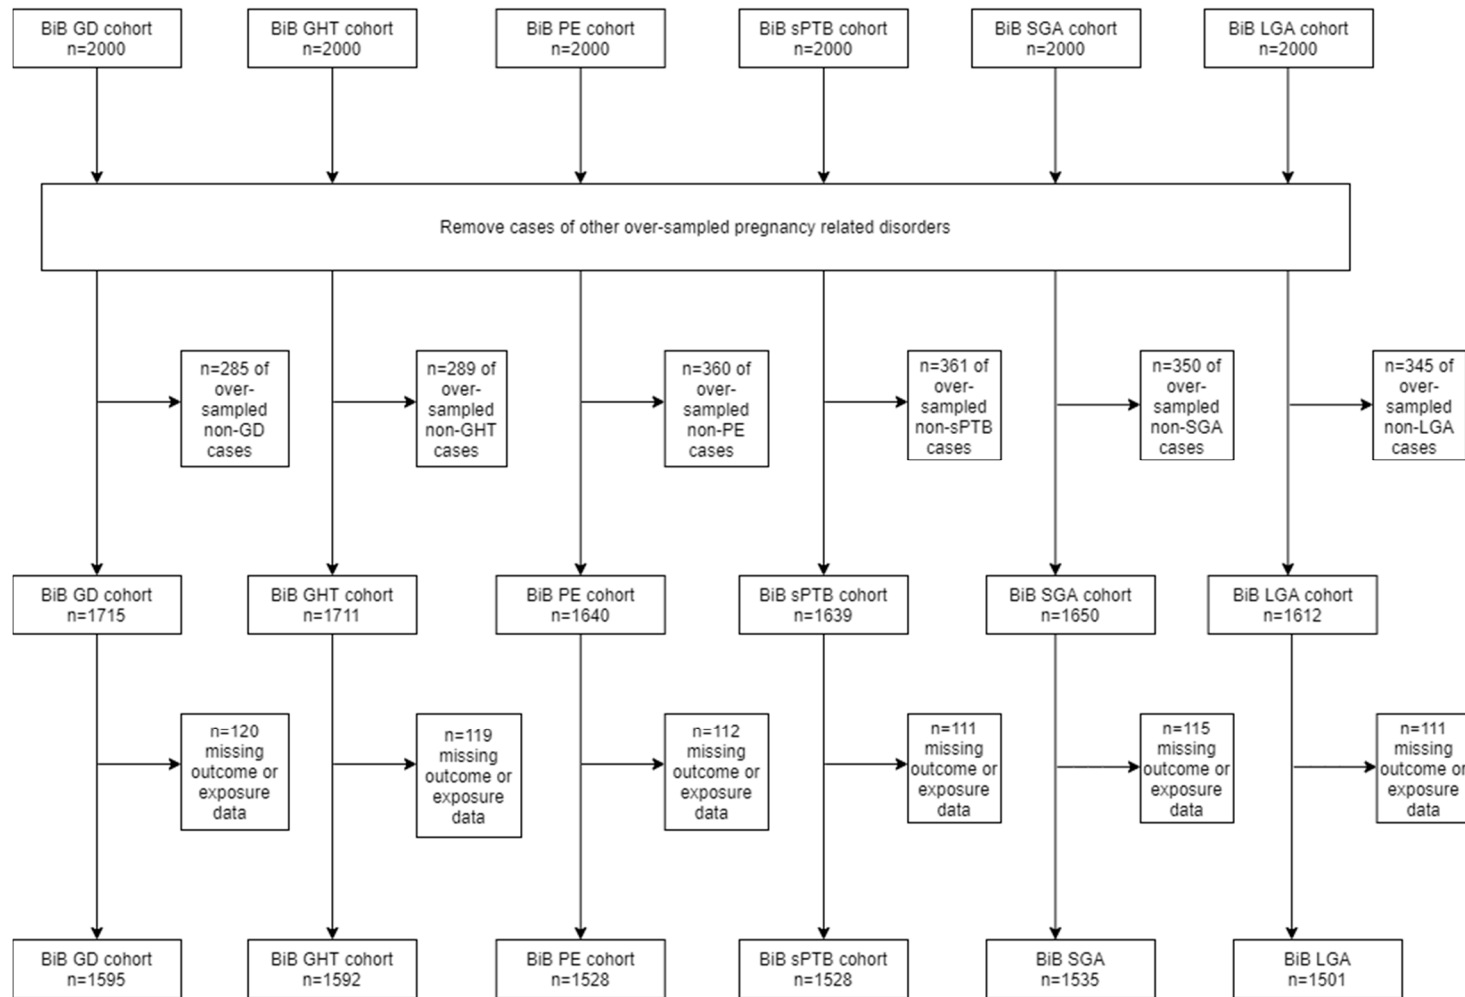 BiB GD cohort
n=2000
BiB GHT cohort
n=2000
BiB PE cohort
n=2000
BiB sPTB cohort
n=2000
BiB SGA cohort
n=2000
BiB LGA cohort
n=2000
Remove cases of other over-sampled pregnancy related disorders
n=285 of
over-
sampled
non-GD
cases
n=289 of
over-
sampled
non-GHT
cases
n=360 of
over-
sampled
non-PE
cases
n=361 of
over-
sampled
non-sPTB
cases
n=350 of
over-
sampled
non-SGA
cases
n=345 of
over-
sampled
non-LGA
cases
BiB GD cohort
n=1715
BiB GHT cohort
n=1711
BiB PE cohort
n=1640
BiB sPTB cohort
n=1639
BiB SGA cohort
n=1650
BiB LGA cohort
n=1612
n=120
missing
outcome or
exposure
data
n=119
missing
outcome or
exposure
data
n=112
missing
outcome or
exposure
data
n=111
missing
outcome or
exposure
data
n=115
missing
outcome or
exposure
data
n=111
missing
outcome or
exposure
data
BiB GD cohort
n=1595
BiB GHT cohort
n=1592
BiB PE cohort
n=1528
BiB sPTB cohort
n=1528
BiB SGA
n=1535
BiB LGA
n=1501